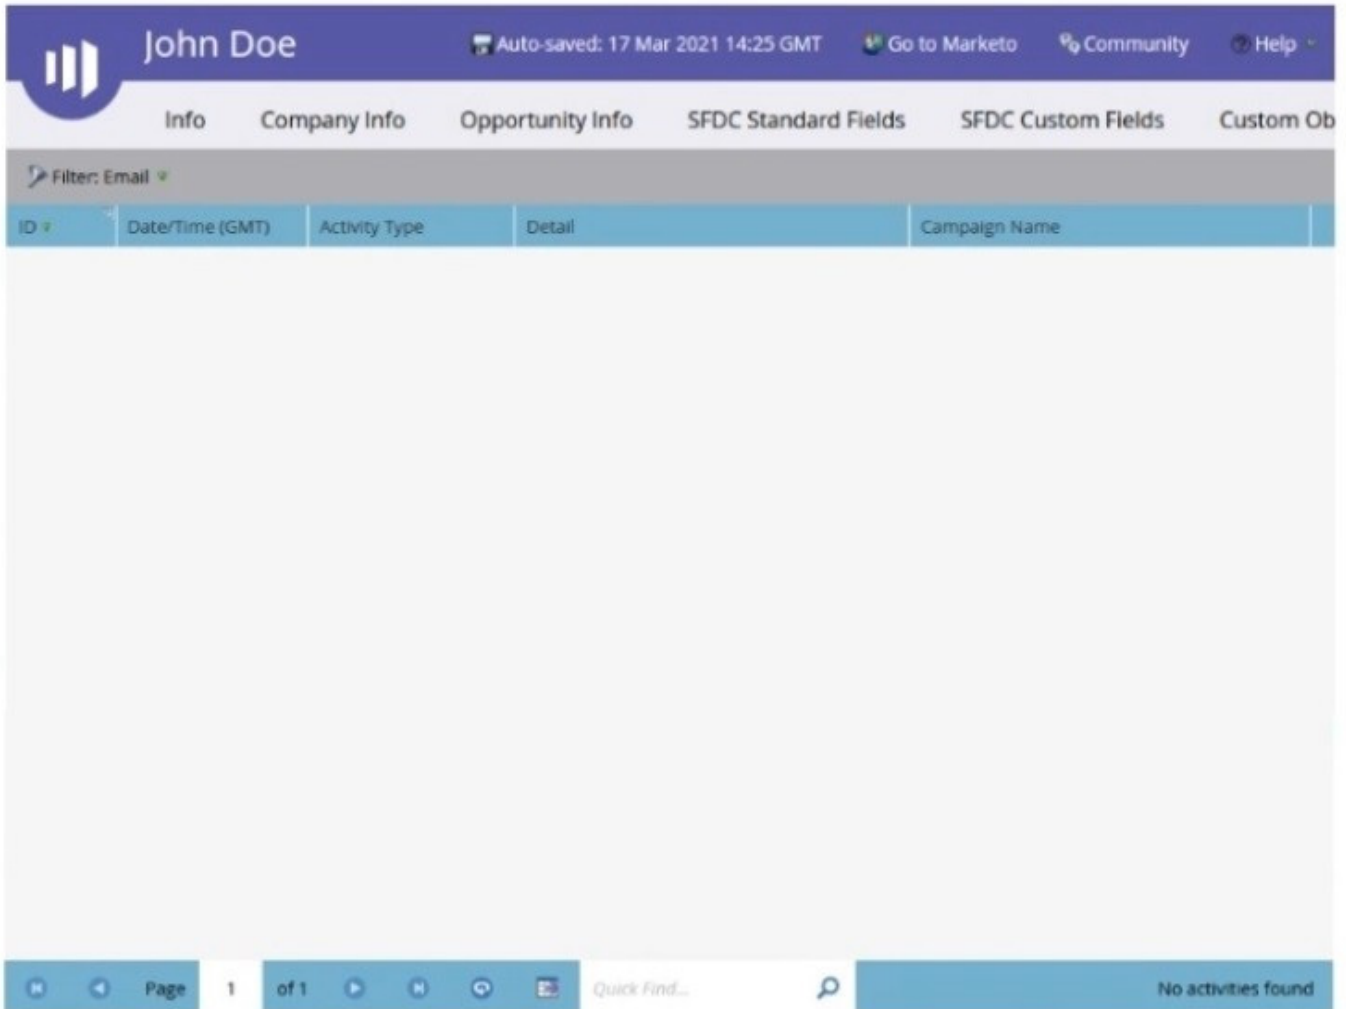 John Doe
Auto-saved: 17 Mar 2021 14:25 GMT Go to Marketo Community Help
Info Company Info Opportunity Info SFDC Standard Fields SFDC Custom Fields Custom Ob
Filter: Email
ID Date/Time (GMT) Activity Type Detail Campaign Name
Page 1 of 1 Quick Find... No activities found